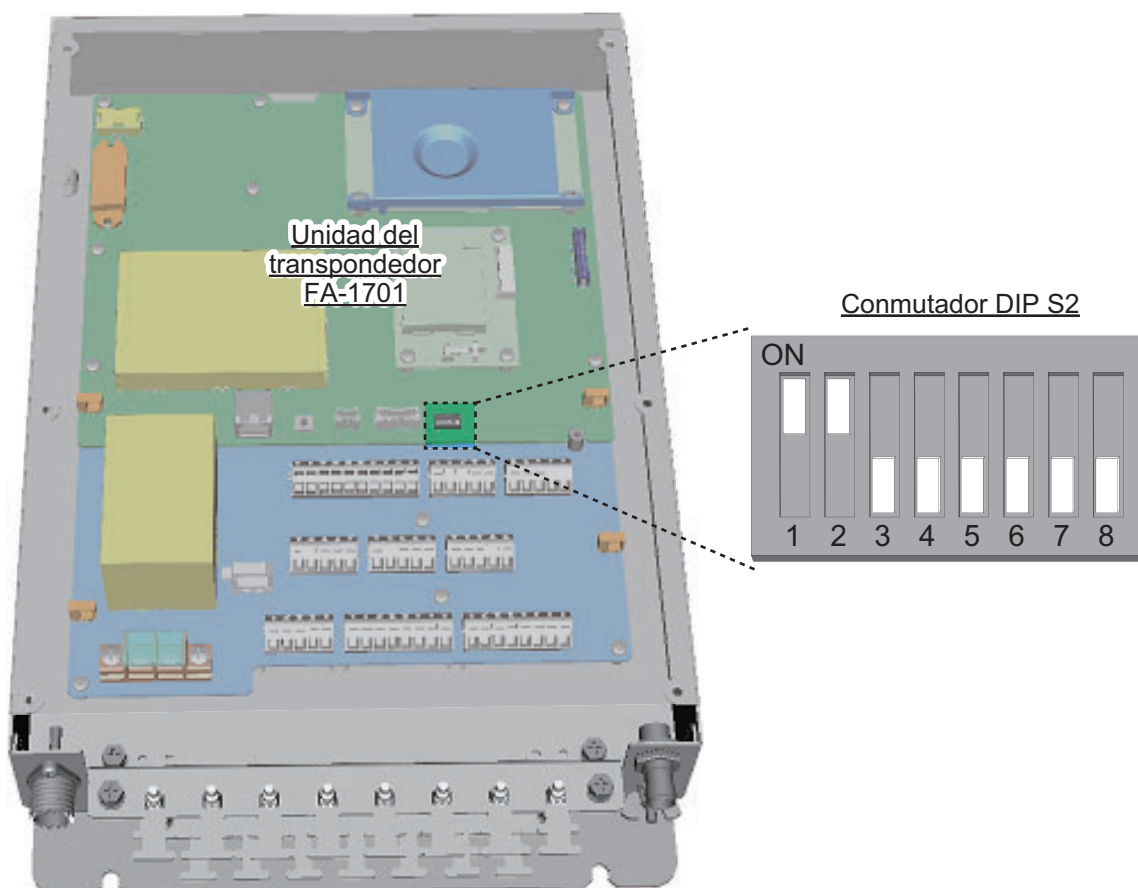 Unidad del
transpondedor
FA-1701
Conmutador DIP S2
ON
1 2 3 4 5 6 7 8